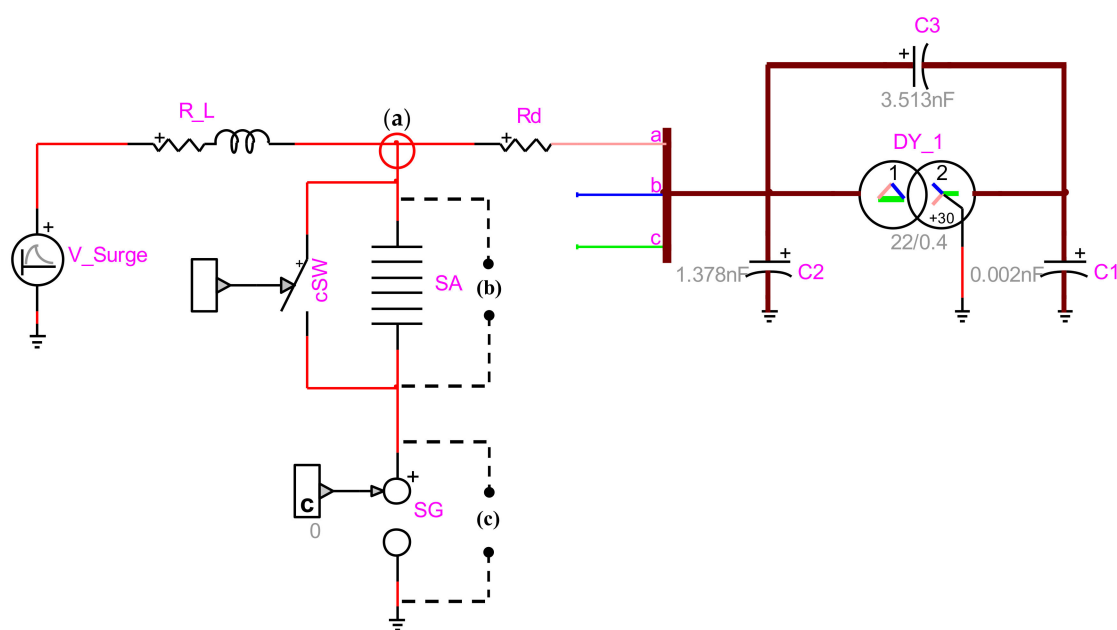 C3
+
3.513nF
R_L
+
(a)
Rd
+
a
b
c
DY_1
1
2
+30
22/0.4
V_Surge
+
cSW
+
SA
(b)
1.378nF
+
C2
0.002nF
+
C1
c
0
+
SG
(c)